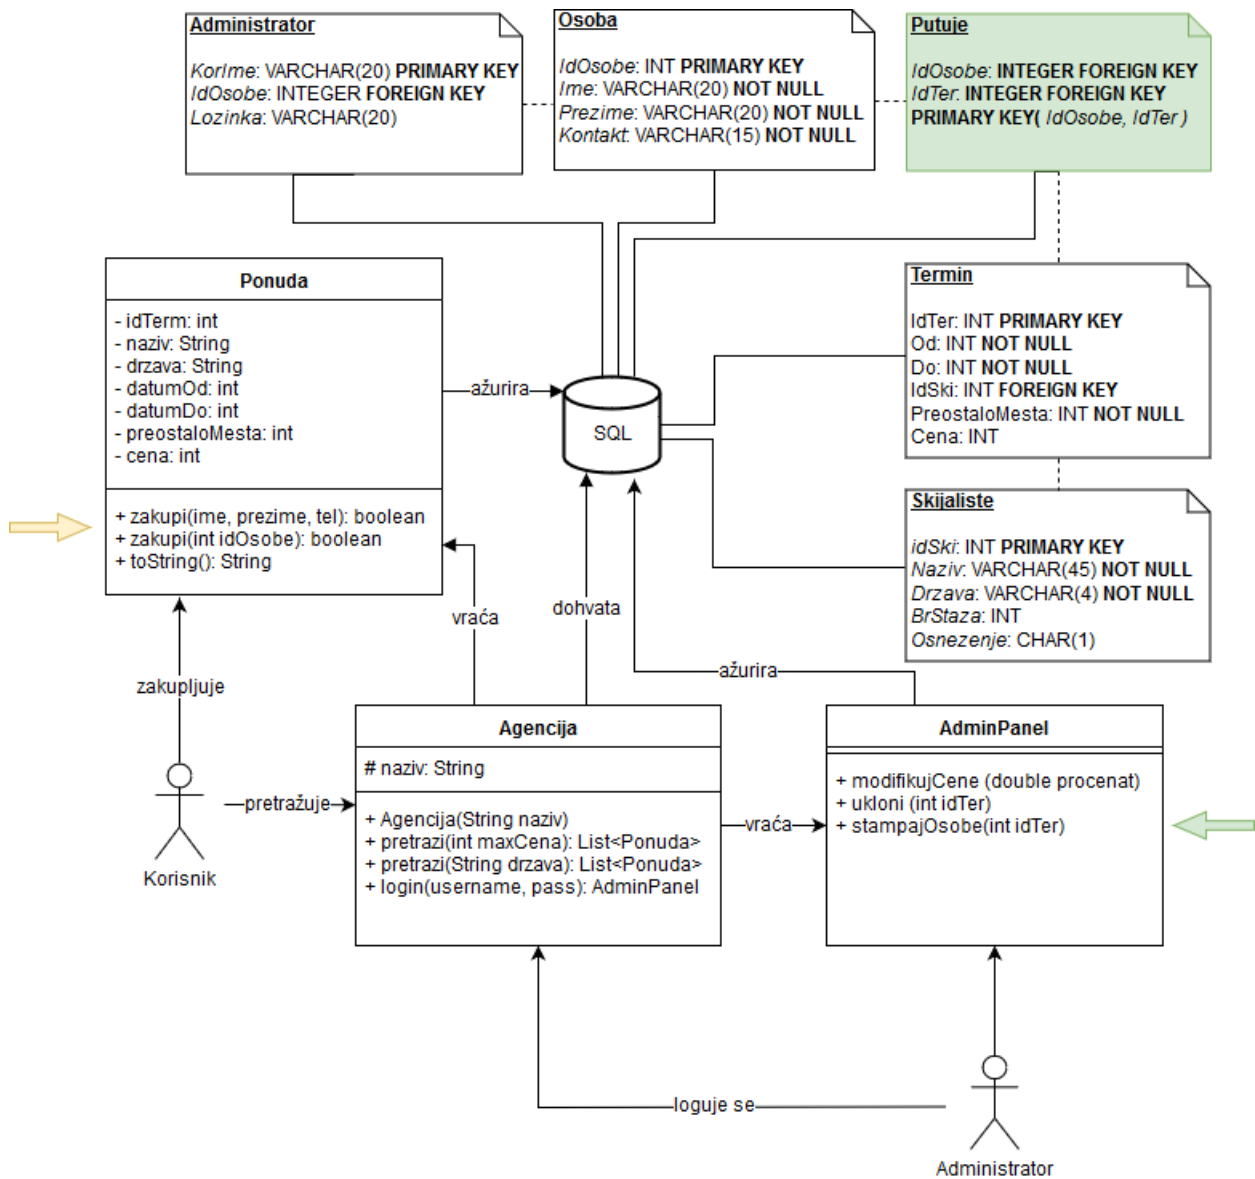 Administrator
KorIme: VARCHAR(20) PRIMARY KEY
IdOsobe: INTEGER FOREIGN KEY
Lozinka: VARCHAR(20)
Osoba
IdOsobe: INT PRIMARY KEY
Ime: VARCHAR(20) NOT NULL
Prezime: VARCHAR(20) NOT NULL
Kontakt: VARCHAR(15) NOT NULL
Putuje
IdOsobe: INTEGER FOREIGN KEY
IdTer: INTEGER FOREIGN KEY
PRIMARY KEY( IdOsobe, IdTer )
Ponuda
- idTerm: int
- naziv: String
- drzava: String
- datumOd: int
- datumDo: int
- preostaloMesta: int
- cena: int
+ zakupi(ime, prezime, tel): boolean
+ zakupi(int idOsobe): boolean
+ toString(): String
ažurira
SQL
Termin
IdTer: INT PRIMARY KEY
Od: INT NOT NULL
Do: INT NOT NULL
IdSki: INT FOREIGN KEY
PreostaloMesta: INT NOT NULL
Cena: INT
Skijaliste
idSki: INT PRIMARY KEY
Naziv: VARCHAR(45) NOT NULL
Drzava: VARCHAR(4) NOT NULL
BrStaza: INT
Osnezenje: CHAR(1)
vraća
dohvata
ažurira
zakupljuje
Agencija
# naziv: String
+ Agencija(String naziv)
+ pretrazi(int maxCena): List<Ponuda>
+ pretrazi(String drzava): List<Ponuda>
+ login(username, pass): AdminPanel
vraća
AdminPanel
+ modifikujCene (double procenat)
+ ukloni (int idTer)
+ stampajOsobe(int idTer)
pretražuje
Korisnik
loguje se
Administrator